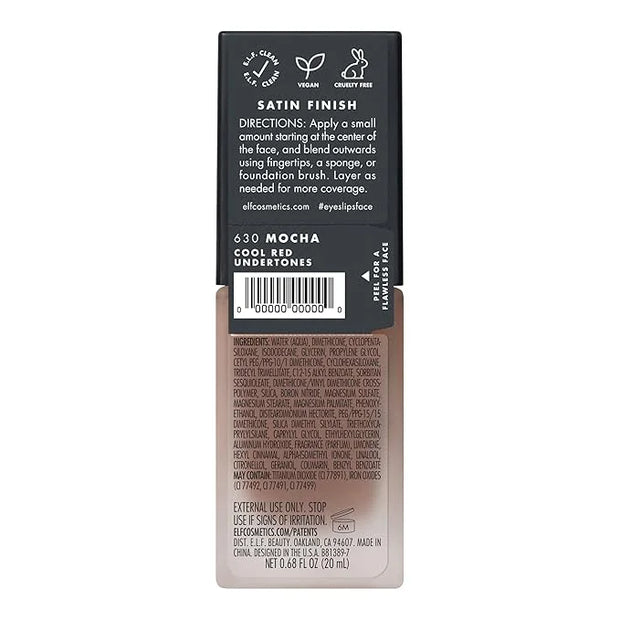 E.L.F. CLEAN
E.L.F. CLEAN
VEGAN
CRUELTY FREE
SATIN FINISH
DIRECTIONS: Apply a small
amount starting at the center of
the face, and blend outwards
using fingertips, a sponge, or
foundation brush. Layer as
needed for more coverage.
elfcosmetics.com #eyeslipsface
630 MOCHA
COOL RED
UNDERTONES
PEEL FOR A
FLAWLESS FACE
0 00000 00000 0
INGREDIENTS: WATER (AQUA), DIMETHICONE, CYCLOPENTA-
SILOXANE, ISODODECANE, GLYCERIN, PROPYLENE GLYCOL,
CETYL PEG/PPG-10/1 DIMETHICONE, CYCLOHEXASILOXANE,
TRIDECYL TRIMELLITATE, C12-15 ALKYL BENZOATE, SORBITAN
SESQUIOLEATE, DIMETHICONE/VINYL DIMETHICONE CROSS-
POLYMER, SILICA, BORON NITRIDE, MAGNESIUM SULFATE,
MAGNESIUM STEARATE, MAGNESIUM PALMITATE, PHENOXY-
ETHANOL, DISTEARDIMONIUM HECTORITE, PEG/PPG-15/15
DIMETHICONE, SILICA DIMETHYL SILYLATE, TRIETHOXYCA-
PRYLYLSILANE, CAPRYLYL GLYCOL, ETHYLHEXYLGLYCERIN,
ALUMINUM HYDROXIDE, FRAGRANCE (PARFUM), LIMONENE,
HEXYL CINNAMAL, ALPHA-ISOMETHYL IONONE, LINALOOL,
CITRONELLOL, GERANIOL, COUMARIN, BENZYL BENZOATE
MAY CONTAIN: TITANIUM DIOXIDE (CI 77891), IRON OXIDES
(CI 77492, CI 77491, CI 77499)
EXTERNAL USE ONLY. STOP
USE IF SIGNS OF IRRITATION.
ELFCOSMETICS.COM/PATENTS
6M
DIST. E.L.F. BEAUTY. OAKLAND, CA 94607. MADE IN
CHINA. DESIGNED IN THE U.S.A. B81389-7
NET 0.68 FL OZ (20 mL)